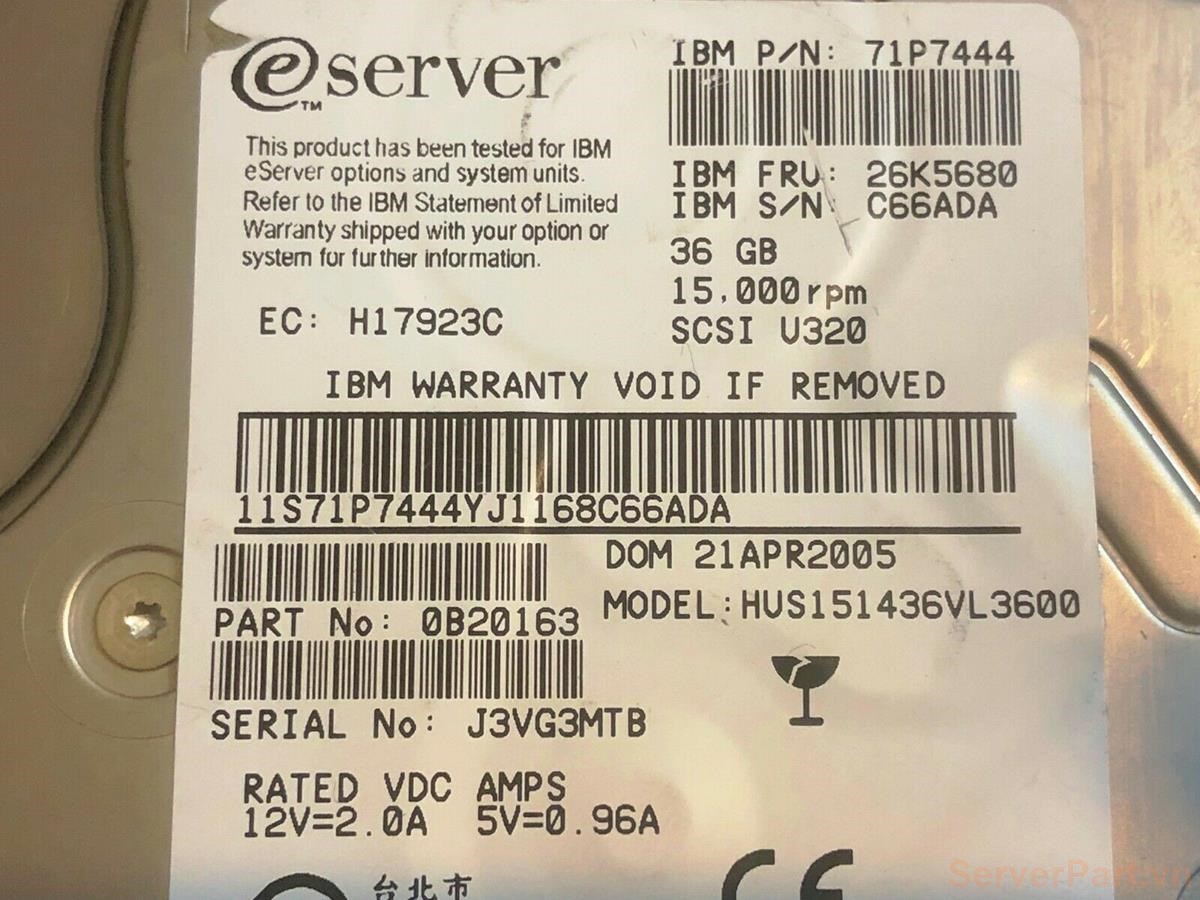 eserver™
This product has been tested for IBM
eServer options and system units.
Refer to the IBM Statement of Limited
Warranty shipped with your option or
system for further information.
EC: H17923C
IBM P/N: 71P7444
IBM FRU: 26K5680
IBM S/N: C66ADA
36 GB
15,000rpm
SCSI U320
IBM WARRANTY VOID IF REMOVED
11S71P7444YJ1168C66ADA
DOM 21APR2005
MODEL:HUS151436VL3600
PART No: 0B20163
SERIAL No: J3VG3MTB
RATED VDC AMPS
12V=2.0A 5V=0.96A
台北市
CE
ServerPart.vn